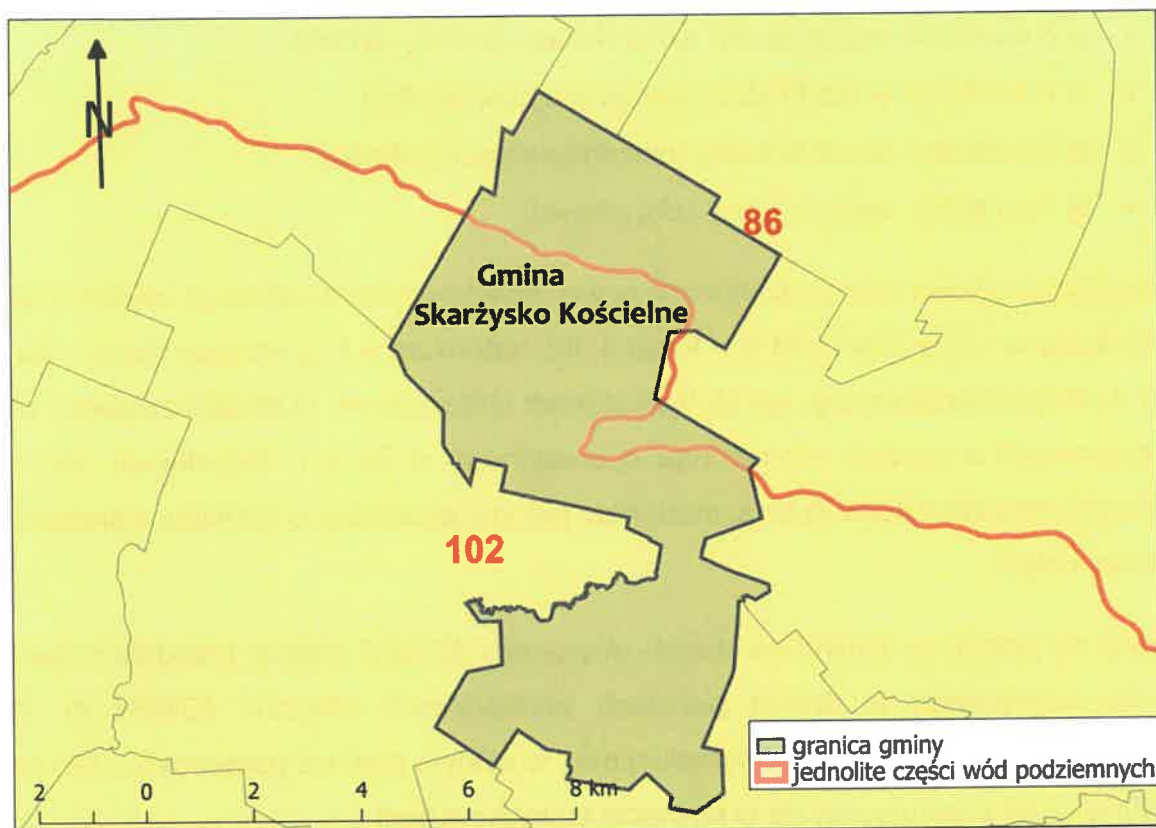 N
86
Gmina
Skarżysko Kościelne
102
granica gminy
jednolite części wód podziemnych
2 0 2 4 6 8 km